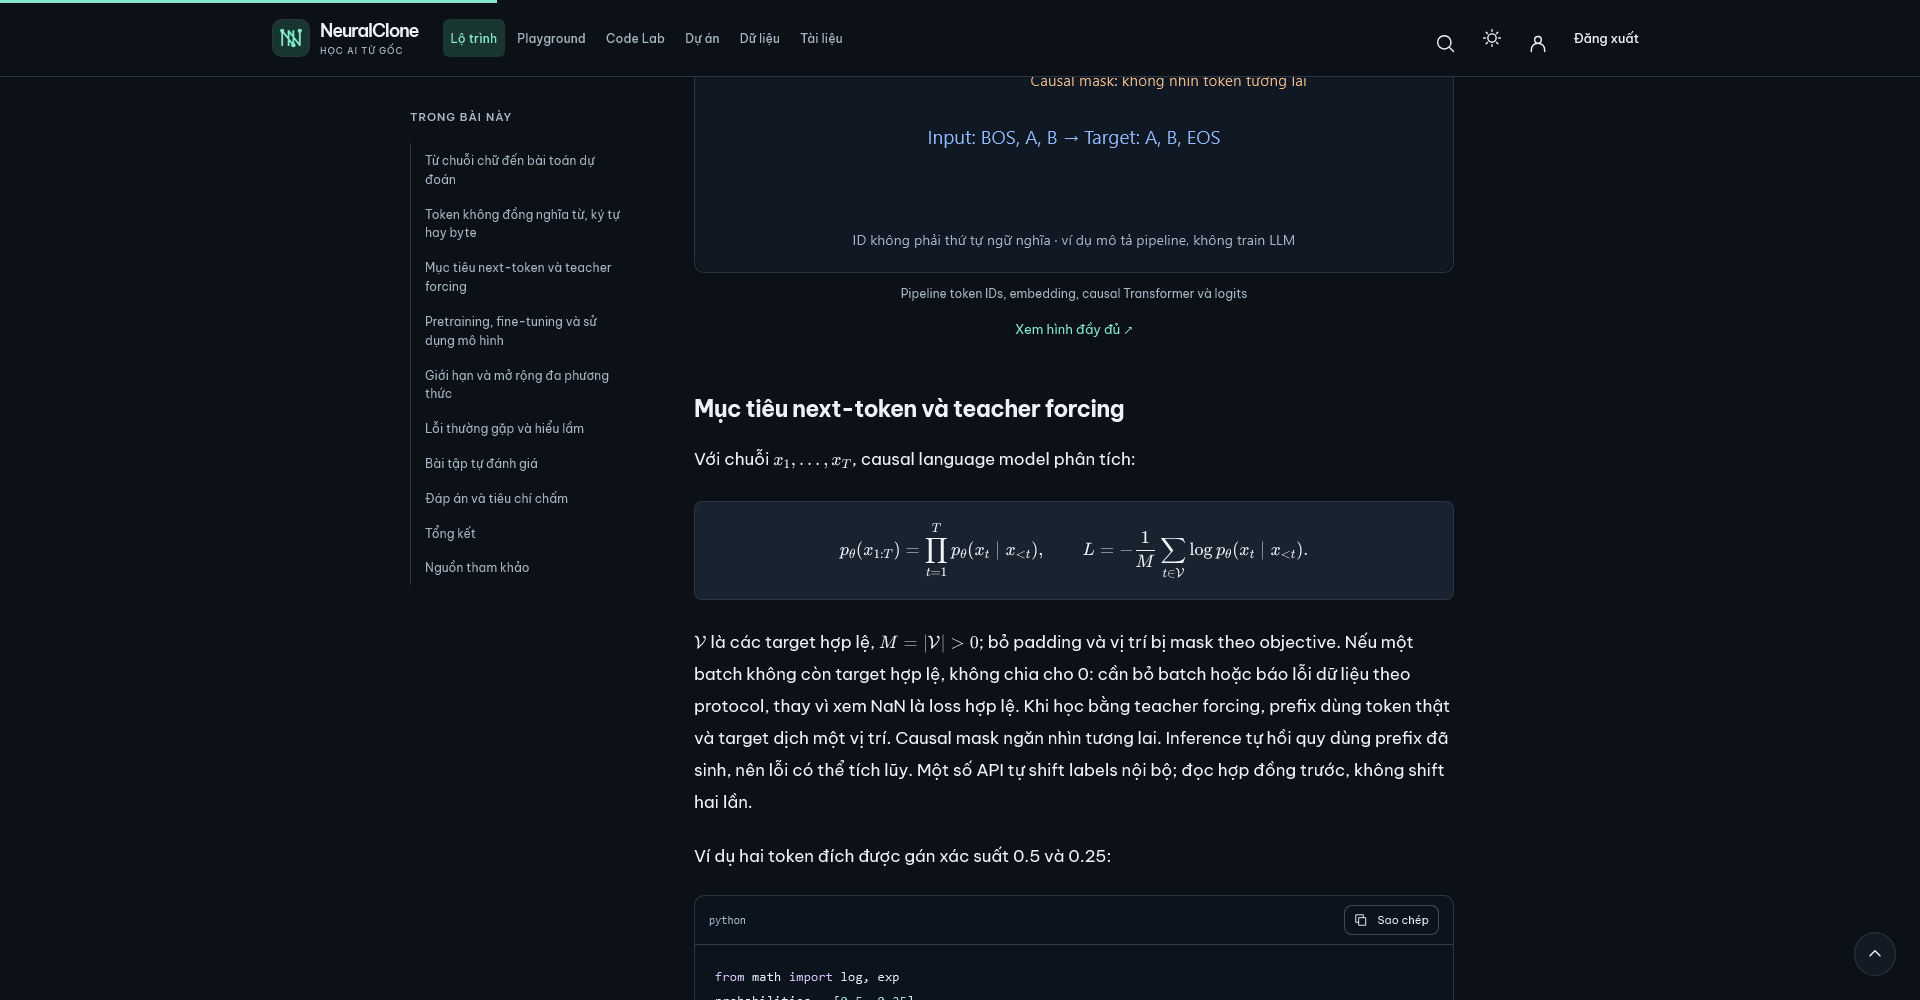 NeuralClone
HỌC AI TỪ GỐC
Lộ trình
Playground
Code Lab
Dự án
Dữ liệu
Tài liệu
Đăng xuất
TRONG BÀI NÀY
Từ chuỗi chữ đến bài toán dự
đoán
Token không đồng nghĩa từ, ký tự
hay byte
Mục tiêu next-token và teacher
forcing
Pretraining, fine-tuning và sử
dụng mô hình
Giới hạn và mở rộng đa phương
thức
Lỗi thường gặp và hiểu lầm
Bài tập tự đánh giá
Đáp án và tiêu chí chấm
Tổng kết
Nguồn tham khảo
Causal mask: không nhìn token tương lai
Input: BOS, A, B → Target: A, B, EOS
ID không phải thứ tự ngữ nghĩa · ví dụ mô tả pipeline, không train LLM
Pipeline token IDs, embedding, causal Transformer và logits
Xem hình đầy đủ ↗
Mục tiêu next-token và teacher forcing
Với chuỗi x₁, …, x_T, causal language model phân tích:
p_θ(x_{1:T}) = ∏_{t=1}^{T} p_θ(x_t | x_{<t}), L = −\frac{1}{M} ∑_{t∈𝒱} log p_θ(x_t | x_{<t}).
𝒱 là các target hợp lệ, M = |𝒱| > 0; bỏ padding và vị trí bị mask theo objective. Nếu một
batch không còn target hợp lệ, không chia cho 0: cần bỏ batch hoặc báo lỗi dữ liệu theo
protocol, thay vì xem NaN là loss hợp lệ. Khi học bằng teacher forcing, prefix dùng token thật
và target dịch một vị trí. Causal mask ngăn nhìn tương lai. Inference tự hồi quy dùng prefix đã
sinh, nên lỗi có thể tích lũy. Một số API tự shift labels nội bộ; đọc hợp đồng trước, không shift
hai lần.
Ví dụ hai token đích được gán xác suất 0.5 và 0.25:
python
Sao chép
from math import log, exp
probabilities = [0.5, 0.25]